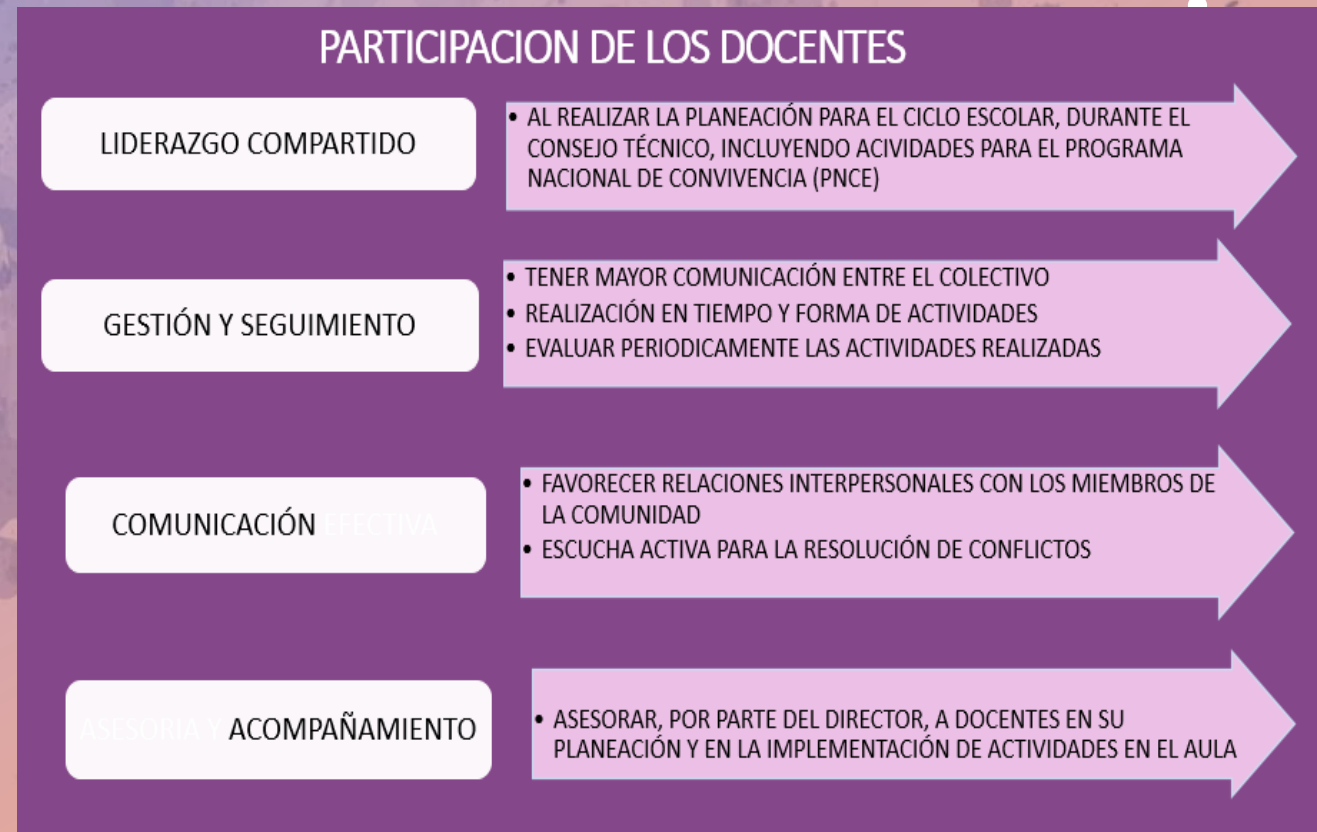 PARTICIPACION DE LOS DOCENTES
LIDERAZGO COMPARTIDO
• AL REALIZAR LA PLANEACIÓN PARA EL CICLO ESCOLAR, DURANTE EL
CONSEJO TÉCNICO, INCLUYENDO ACIVIDADES PARA EL PROGRAMA
NACIONAL DE CONVIVENCIA (PNCE)
GESTIÓN Y SEGUIMIENTO
• TENER MAYOR COMUNICACIÓN ENTRE EL COLECTIVO
• REALIZACIÓN EN TIEMPO Y FORMA DE ACTIVIDADES
• EVALUAR PERIODICAMENTE LAS ACTIVIDADES REALIZADAS
COMUNICACIÓN EFECTIVA
• FAVORECER RELACIONES INTERPERSONALES CON LOS MIEMBROS DE
LA COMUNIDAD
• ESCUCHA ACTIVA PARA LA RESOLUCIÓN DE CONFLICTOS
ASESORIA Y ACOMPAÑAMIENTO
• ASESORAR, POR PARTE DEL DIRECTOR, A DOCENTES EN SU
PLANEACIÓN Y EN LA IMPLEMENTACIÓN DE ACTIVIDADES EN EL AULA